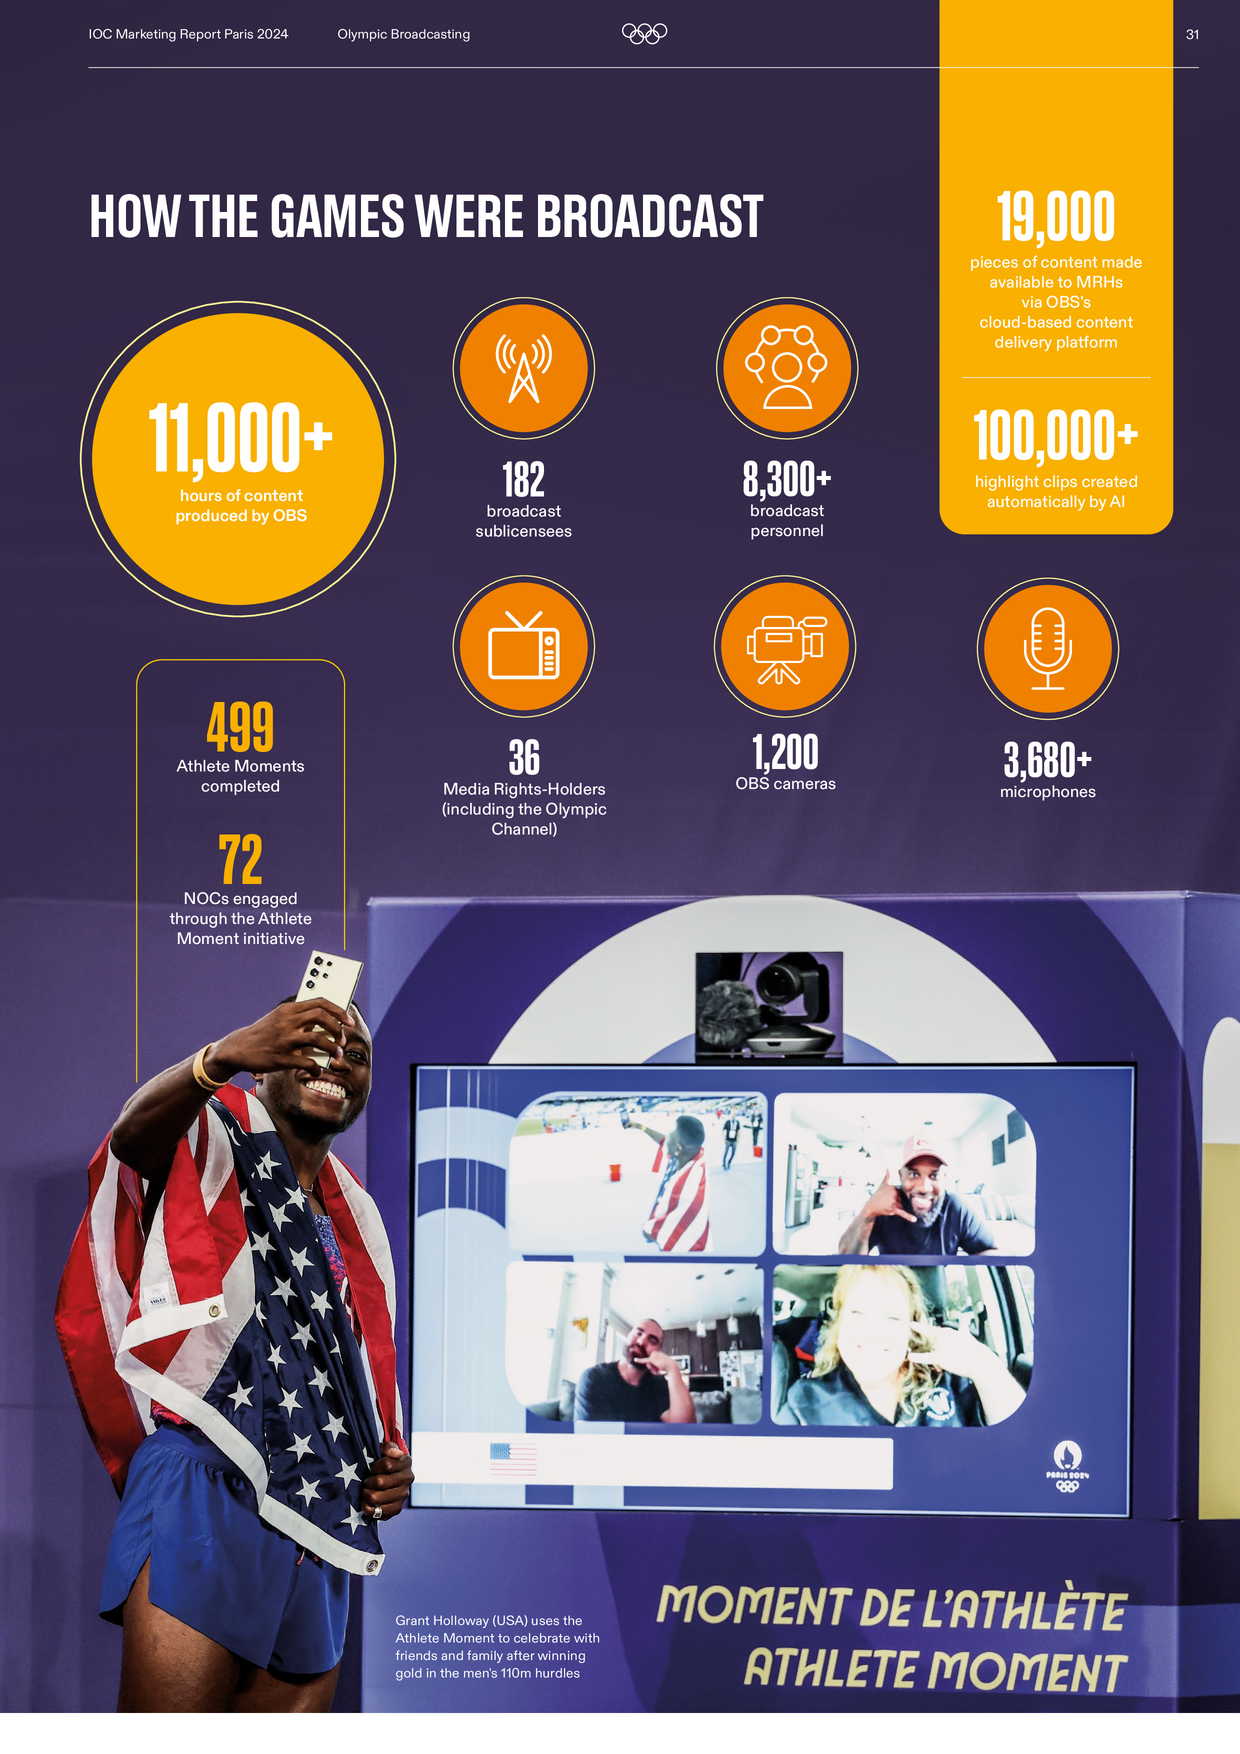 IOC Marketing Report Paris 2024 Olympic Broadcasting 31
HOW THE GAMES WERE BROADCAST
11,000+
hours of content
produced by OBS
182
broadcast
sublicensees
8,300+
broadcast
personnel
19,000
pieces of content made
available to MRHs
via OBS's
cloud-based content
delivery platform
100,000+
highlight clips created
automatically by AI
36
Media Rights-Holders
(including the Olympic
Channel)
1,200
OBS cameras
3,680+
microphones
499
Athlete Moments
completed
72
NOCs engaged
through the Athlete
Moment initiative
PARIS 2024
Grant Holloway (USA) uses the
Athlete Moment to celebrate with
friends and family after winning
gold in the men's 110m hurdles
MOMENT DE L'ATHLÈTE
ATHLETE MOMENT